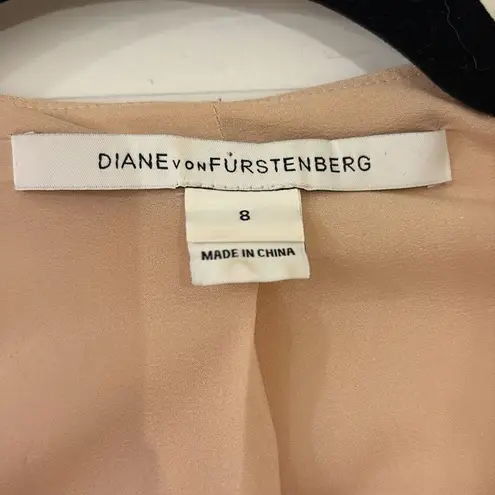 DIANE VON FÜRSTENBERG
8
MADE IN CHINA